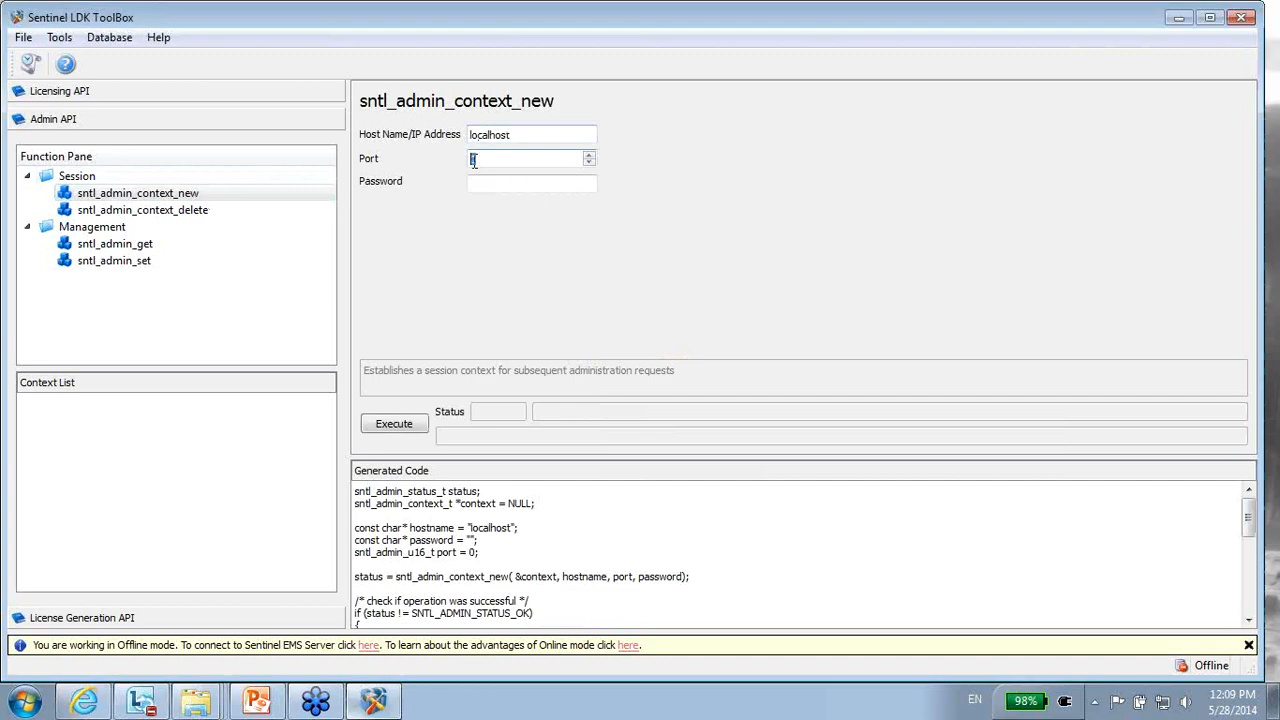 Sentinel LDK ToolBox
File Tools Database Help
Licensing API
Admin API
Function Pane
Session
sntl_admin_context_new
sntl_admin_context_delete
Management
sntl_admin_get
sntl_admin_set
Context List
License Generation API
sntl_admin_context_new
Host Name/IP Address localhost
Port
Password
Establishes a session context for subsequent administration requests
Execute
Status
Generated Code
sntl_admin_status_t status;
sntl_admin_context_t *context = NULL;
const char* hostname = "localhost";
const char* password = "";
sntl_admin_u16_t port = 0;
status = sntl_admin_context_new( &context, hostname, port, password);
/* check if operation was successful */
if (status != SNTL_ADMIN_STATUS_OK)
{
You are working in Offline mode. To connect to Sentinel EMS Server click here. To learn about the advantages of Online mode click here.
Offline
EN
98%
12:09 PM
5/28/2014